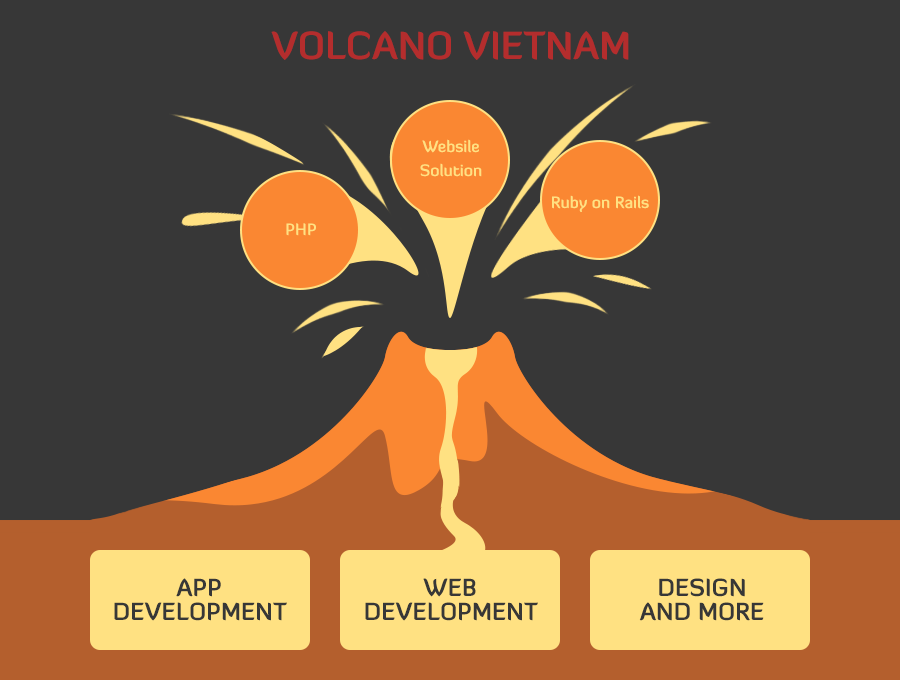 VOLCANO VIETNAM
Websile
Solution
PHP
Ruby on Rails
APP
DEVELOPMENT
WEB
DEVELOPMENT
DESIGN
AND MORE